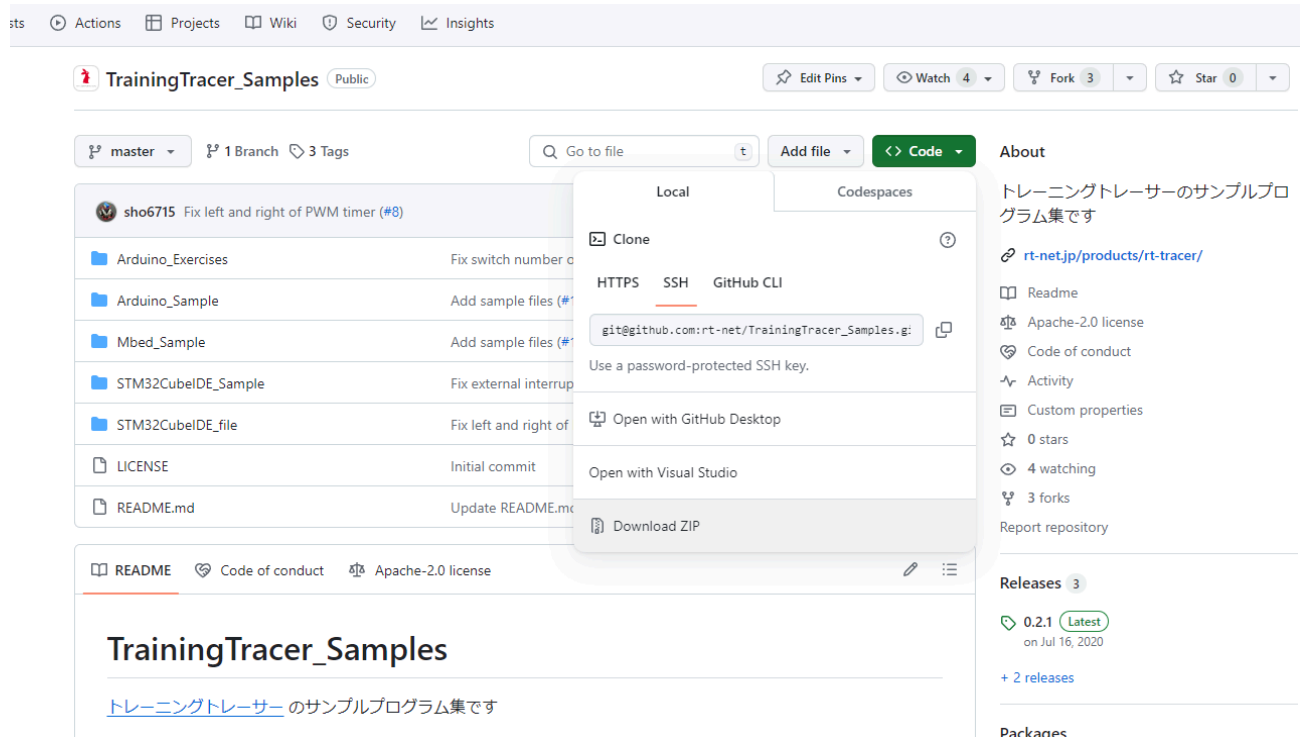 sts Actions Projects Wiki Security Insights
TrainingTracer_Samples Public Edit Pins Watch 4 Fork 3 Star 0
master 1 Branch 3 Tags Go to file t Add file <> Code
sho6715 Fix left and right of PWM timer (#8)
Arduino_Exercises Fix switch number o
Arduino_Sample Add sample files (#1
Mbed_Sample Add sample files (#1
STM32CubeIDE_Sample Fix external interrup
STM32CubeIDE_file Fix left and right of
LICENSE Initial commit
README.md Update README.md
Local Codespaces
Clone
HTTPS SSH GitHub CLI
git@github.com:rt-net/TrainingTracer_Samples.gi
Use a password-protected SSH key.
Open with GitHub Desktop
Open with Visual Studio
Download ZIP
README Code of conduct Apache-2.0 license
TrainingTracer_Samples
トレーニングトレーサー のサンプルプログラム集です
About
トレーニングトレーサーのサンプルプロ
グラム集です
rt-net.jp/products/rt-tracer/
Readme
Apache-2.0 license
Code of conduct
Activity
Custom properties
0 stars
4 watching
3 forks
Report repository
Releases 3
0.2.1 Latest
on Jul 16, 2020
+ 2 releases
Packages